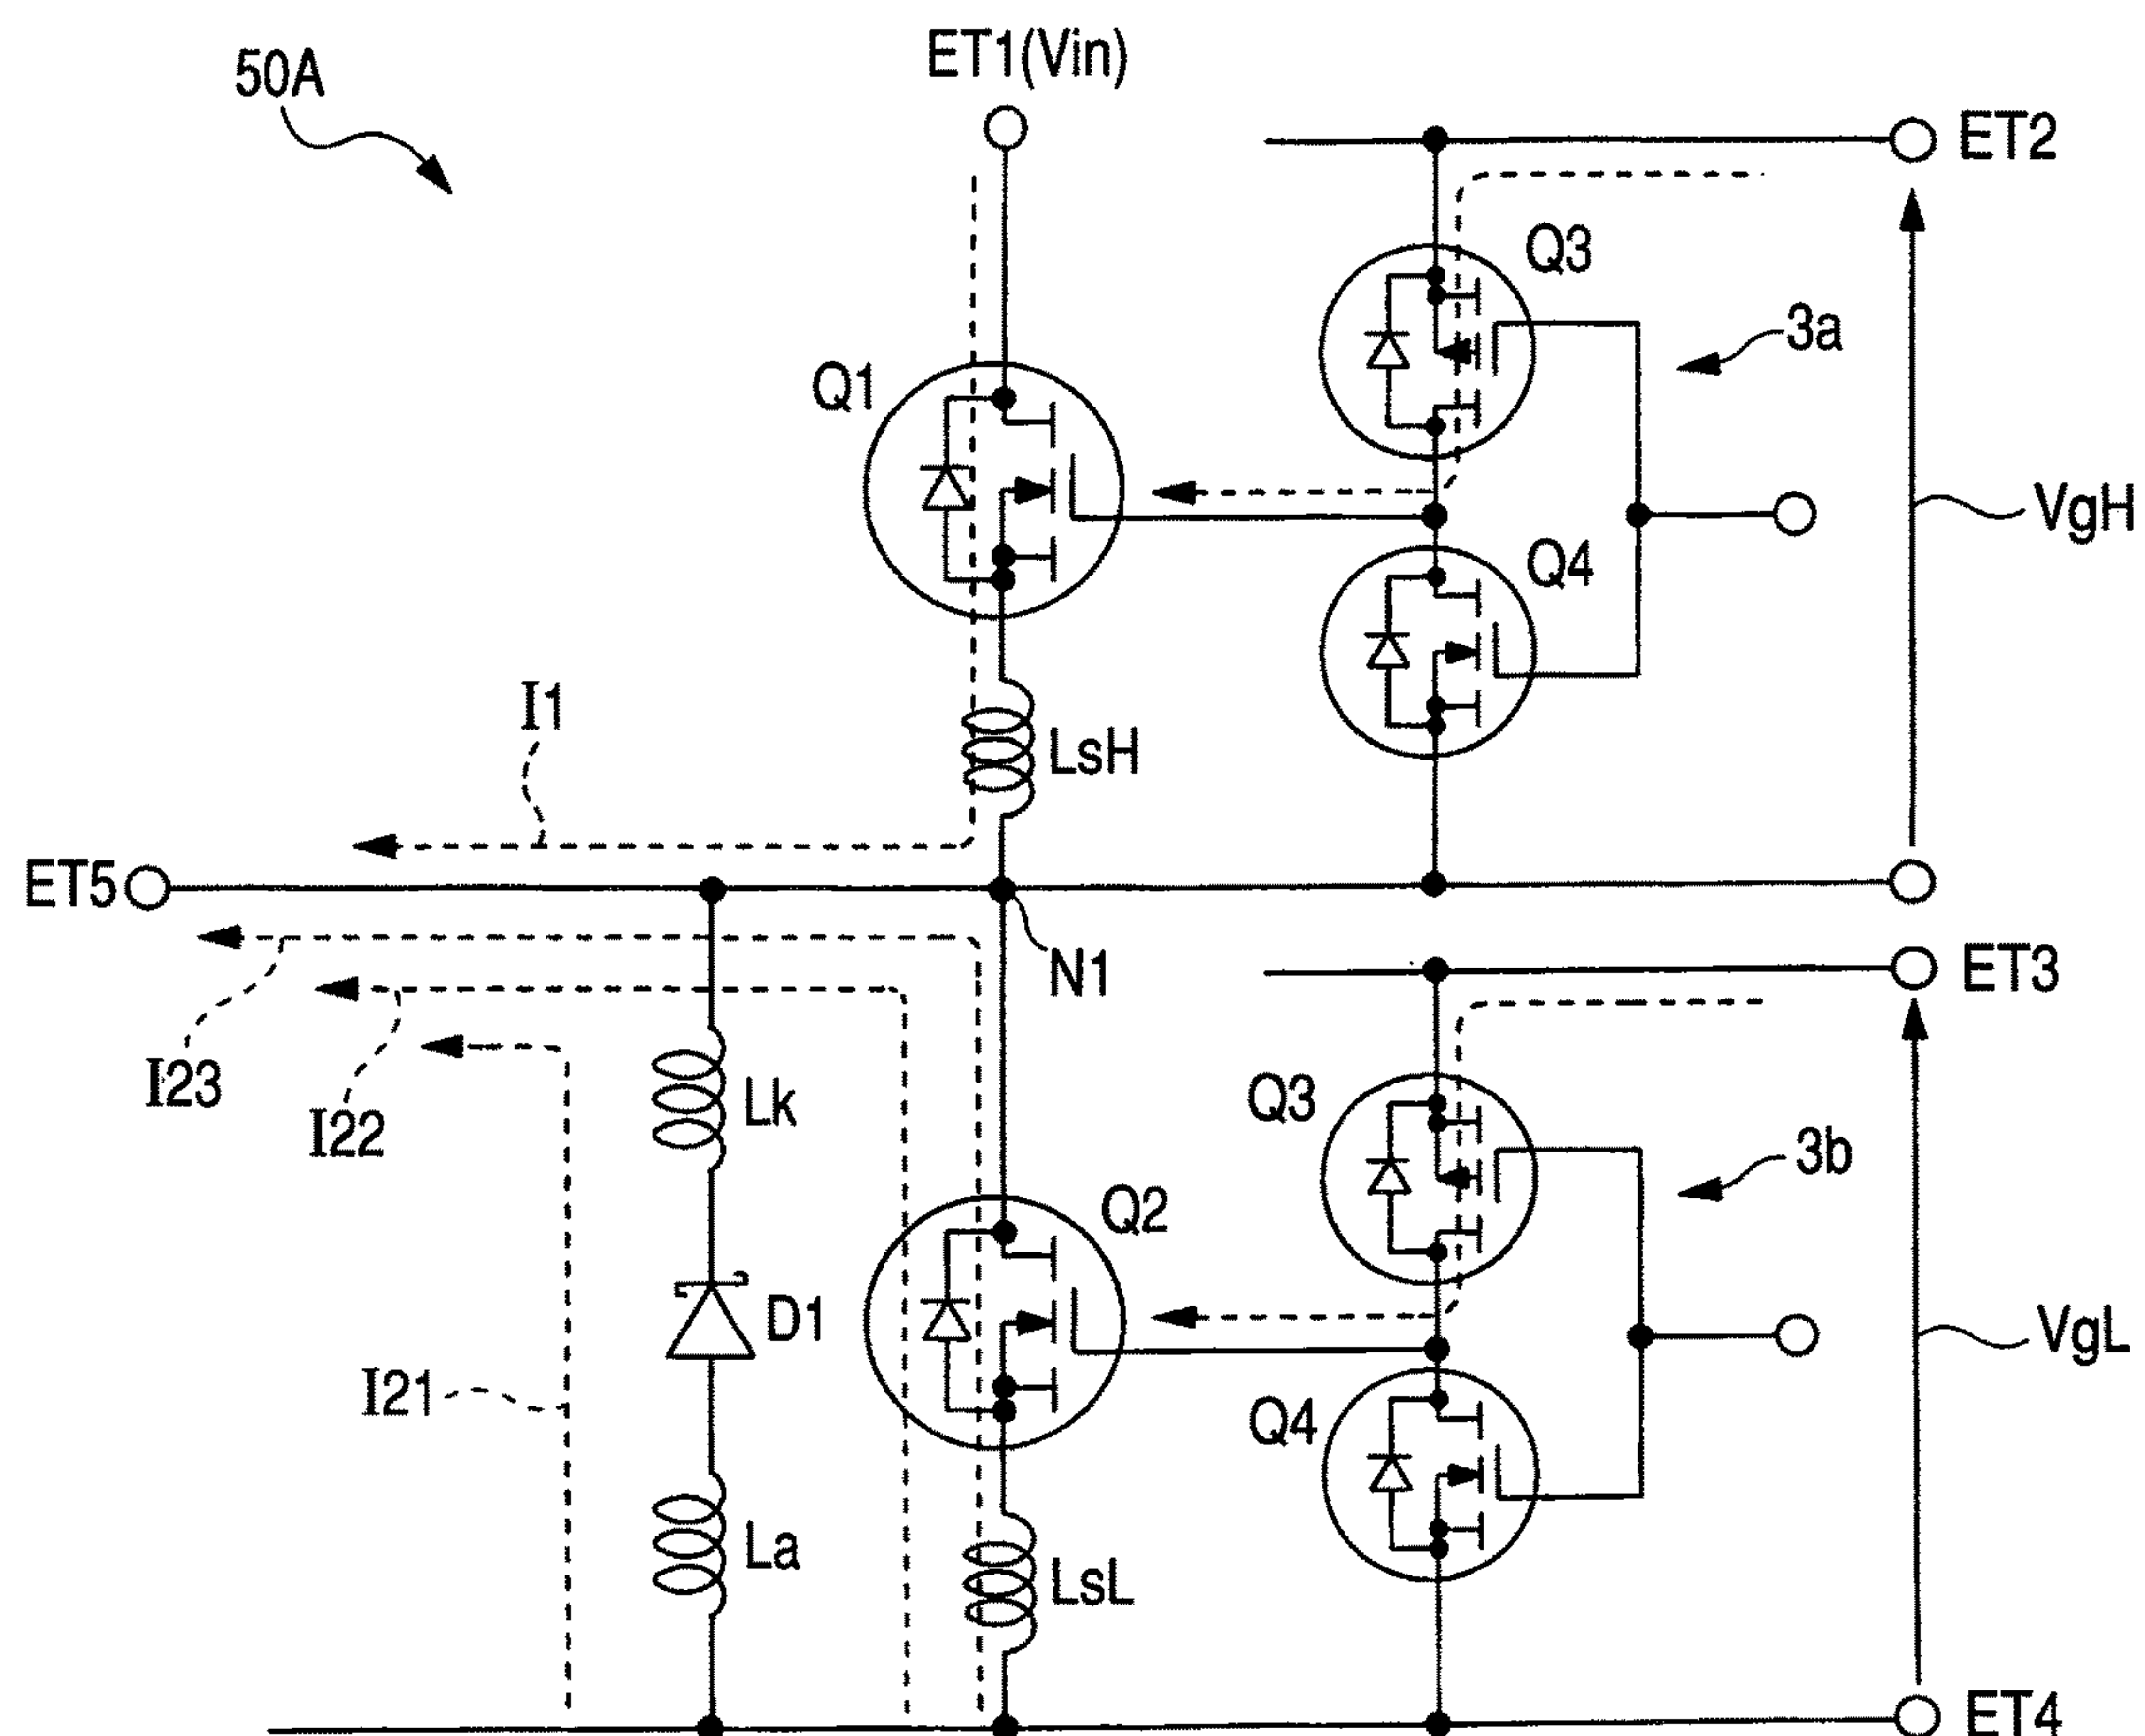 50A
ET1(Vin)
ET2
Q3
3a
Q1
VgH
Q4
I1
LsH
ET5
N1
ET3
I23
I22
Lk
Q3
3b
Q2
D1
VgL
I21
Q4
La
LsL
ET4